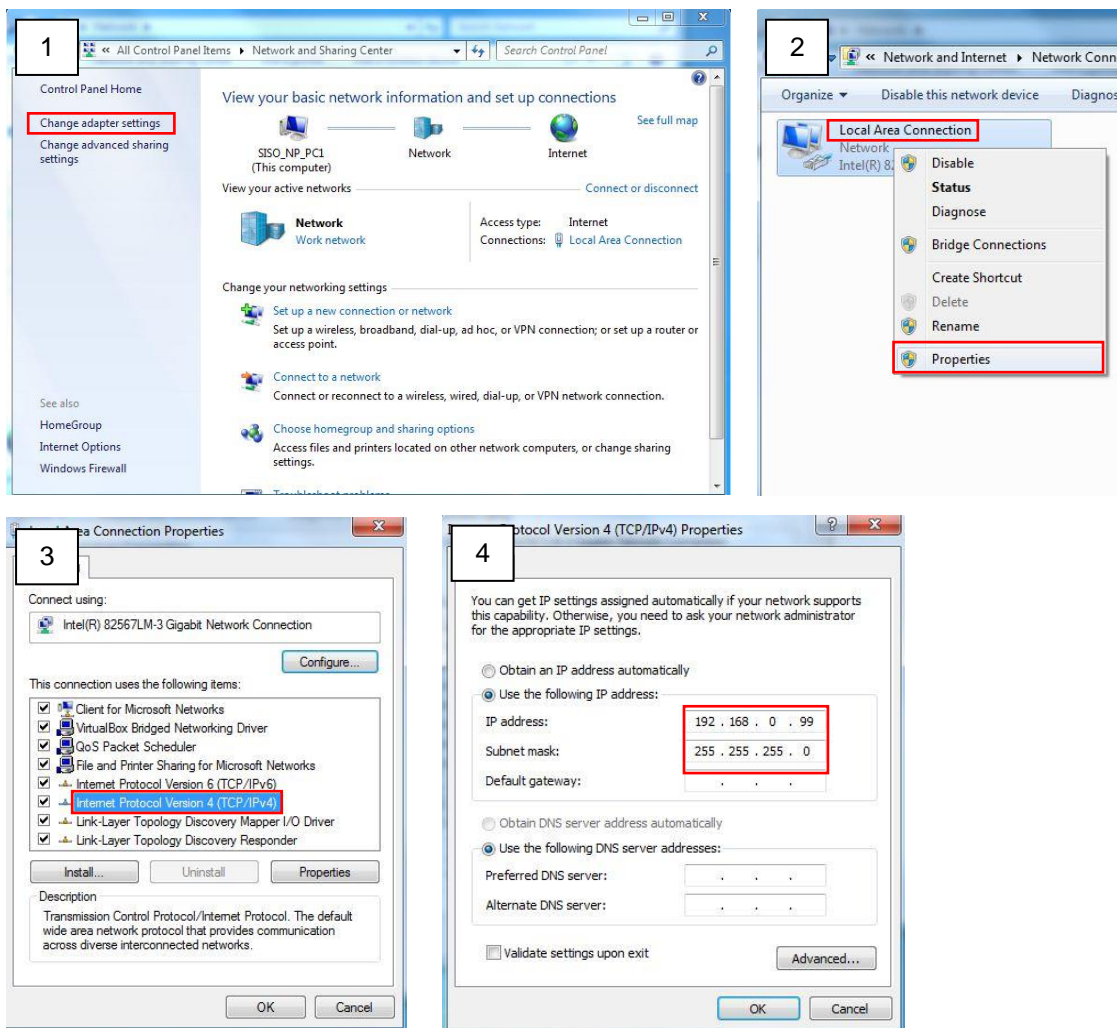 1
« All Control Panel Items ▸ Network and Sharing Center
Search Control Panel
Control Panel Home
Change adapter settings
Change advanced sharing
settings
See also
HomeGroup
Internet Options
Windows Firewall
View your basic network information and set up connections
See full map
SISO_NP_PC1
(This computer)
Network
Internet
View your active networks
Connect or disconnect
Network
Work network
Access type: Internet
Connections: Local Area Connection
Change your networking settings
Set up a new connection or network
Set up a wireless, broadband, dial-up, ad hoc, or VPN connection; or set up a router or
access point.
Connect to a network
Connect or reconnect to a wireless, wired, dial-up, or VPN network connection.
Choose homegroup and sharing options
Access files and printers located on other network computers, or change sharing
settings.
Troubleshoot problems
2
« Network and Internet ▸ Network Conn
Organize Disable this network device Diagnos
Local Area Connection
Network
Intel(R) 82
Disable
Status
Diagnose
Bridge Connections
Create Shortcut
Delete
Rename
Properties
3
ea Connection Properties
Connect using:
Intel(R) 82567LM-3 Gigabit Network Connection
Configure...
This connection uses the following items:
Client for Microsoft Networks
VirtualBox Bridged Networking Driver
QoS Packet Scheduler
File and Printer Sharing for Microsoft Networks
Internet Protocol Version 6 (TCP/IPv6)
Internet Protocol Version 4 (TCP/IPv4)
Link-Layer Topology Discovery Mapper I/O Driver
Link-Layer Topology Discovery Responder
Install... Uninstall Properties
Description
Transmission Control Protocol/Internet Protocol. The default
wide area network protocol that provides communication
across diverse interconnected networks.
OK Cancel
4
otocol Version 4 (TCP/IPv4) Properties
You can get IP settings assigned automatically if your network supports
this capability. Otherwise, you need to ask your network administrator
for the appropriate IP settings.
Obtain an IP address automatically
Use the following IP address:
IP address: 192 . 168 . 0 . 99
Subnet mask: 255 . 255 . 255 . 0
Default gateway: . . .
Obtain DNS server address automatically
Use the following DNS server addresses:
Preferred DNS server: . . .
Alternate DNS server: . . .
Validate settings upon exit
Advanced...
OK Cancel